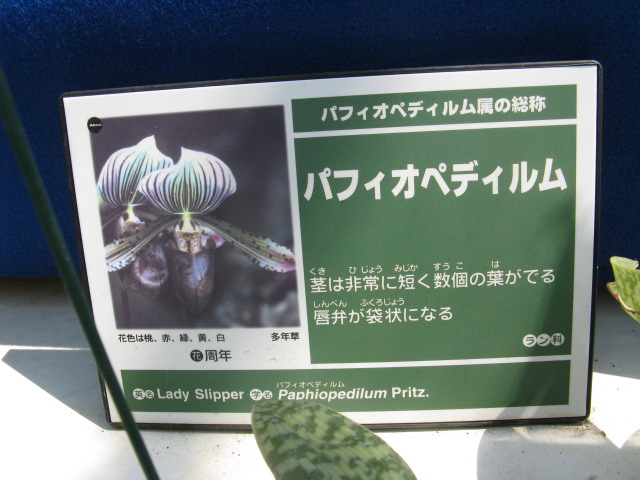 パフィオペディルム属の総称
パフィオペディルム
くき ひ じょう みじか すう こ は
茎は非常に短く数個の葉がでる
しんべん ふくろじょう
唇弁が袋状になる
ラン科
花色は桃、赤、緑、黄、白 多年草
花周年
パフィオペディルム
英名 Lady Slipper 学名 Paphiopedilum Pritz.